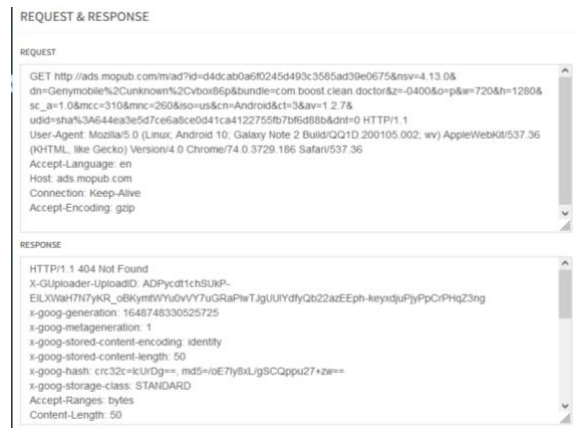 REQUEST & RESPONSE
REQUEST
GET http://ads.mopub.com/m/ad?id=d4dcab0a6f0245d493c3585ad39e0675&nsv=4.13.0&
dn=Genymobile%2Cunknown%2Cvbox86p&bundle=com.boost.clean.doctor&z=-0400&o=p&w=720&h=1280&
sc_a=1.0&mcc=310&mnc=260&iso=us&cn=Android&ct=3&av=1.2.7&
udid=sha%3A644ea3e5d7ce6a8ce0d41ca4122755fb7bf6d88b&dnt=0 HTTP/1.1
User-Agent: Mozilla/5.0 (Linux; Android 10; Galaxy Note 2 Build/QQ1D.200105.002; wv) AppleWebKit/537.36
(KHTML, like Gecko) Version/4.0 Chrome/74.0.3729.186 Safari/537.36
Accept-Language: en
Host: ads.mopub.com
Connection: Keep-Alive
Accept-Encoding: gzip
RESPONSE
HTTP/1.1 404 Not Found
X-GUploader-UploadID: ADPycdt1chSUkP-
EILXWaH7N7yKR_oBKymtWYu0vVY7uGRaPlwTJgUUlYdfyQb22azEEph-keyxdjuPjyPpCrPHqZ3ng
x-goog-generation: 1648748330525725
x-goog-metageneration: 1
x-goog-stored-content-encoding: identity
x-goog-stored-content-length: 50
x-goog-hash: crc32c=lcUrDg==, md5=/oE7ly8xL/gSCQppu27+zw==
x-goog-storage-class: STANDARD
Accept-Ranges: bytes
Content-Length: 50